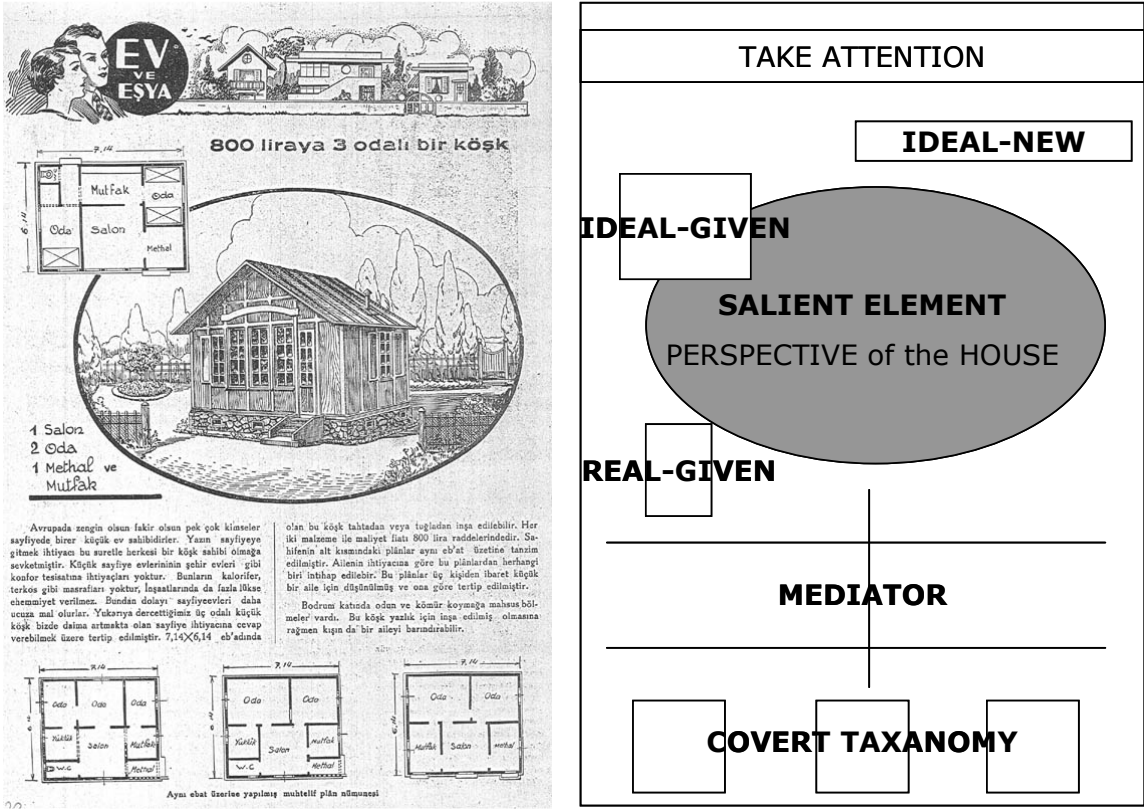 EV
VE
EŞYA
800 liraya 3 odalı bir köşk
7,14
6,14
Mutfak
Oda
Oda
Salon
Methal
1 Salon
2 Oda
1 Methal ve
Mutfak
Avrupada zengin olsun fakir olsun pek çok kimseler
sayfiyede birer küçük ev sahibidirler. Yazın sayfiyeye
gitmek ihtiyacı bu suretle herkesi bir köşk sahibi olmağa
sevketmiştir. Küçük sayfiye evlerinin şehir evleri gibi
konfor tesisatına ihtiyaçları yoktur. Bunların kalorifer,
terkos gibi masrafları yoktur, İnşaatlarında da fazla lükse
ehemmiyet verilmez. Bundan dolayı sayfiyeevleri daha
ucuza mal olurlar. Yukarıya dercettiğimiz üç odalı küçük
köşk bizde daima artmakta olan sayfiye ihtiyacına cevap
verebilmek üzere tertip edilmiştir. 7,14X6,14 eb'adında
olan bu köşk tahtadan veya tuğladan inşa edilebilir. Her
iki malzeme ile maliyet fiatı 800 lira raddelerindedir. Sa-
hifenin alt kısmındaki plânlar aynı eb'at üzerine tanzim
edilmiştir. Ailenin ihtiyacına göre bu plânlardan herhangi
biri intihap edilebir. Bu plânlar üç kişiden ibaret küçük
bir aile için düşünülmüş ve ona göre tertip edilmiştir.
Bodrum katında odun ve kömür koymağa mahsus böl-
meler vardı. Bu köşk yazlık için inşa edilmiş olmasına
rağmen kışın da bir aileyi barındırabilir.
7,14
Oda Oda Oda
Yüklük Salon Mutfak
W.C Methal
7,14
Oda Oda
Yüklük Salon Mutfak
W.C Methal
7,14
Oda Oda
Mutfak Salon Methal
Aynı ebat üzerine yapılmış muhtelif plân nümunesi
TAKE ATTENTION
IDEAL-NEW
IDEAL-GIVEN
SALIENT ELEMENT
PERSPECTIVE of the HOUSE
REAL-GIVEN
MEDIATOR
COVERT TAXANOMY